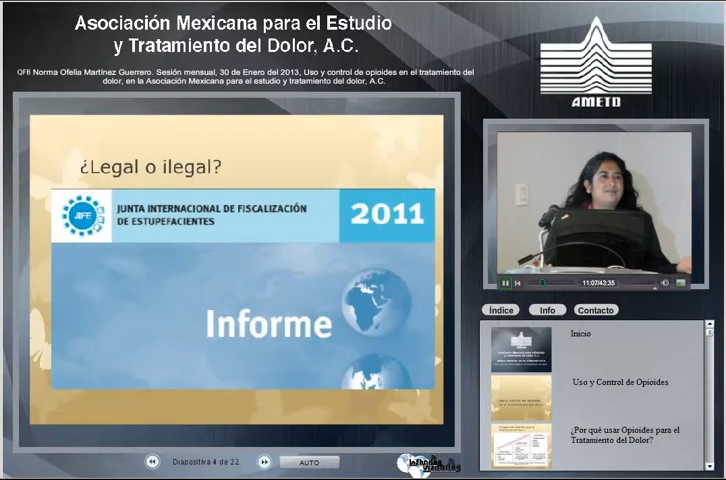 Asociación Mexicana para el Estudio
y Tratamiento del Dolor, A.C.
QFB Norma Ofelia Martínez Guerrero. Sesión mensual, 30 de Enero del 2013, Uso y control de opioides en el tratamiento del
dolor, en la Asociación Mexicana para el estudio y tratamiento del dolor, A.C.
AMETD
¿Legal o ilegal?
JIFE
JUNTA INTERNACIONAL DE FISCALIZACIÓN
DE ESTUPEFACIENTES
2011
Informe
11:07/43:35
Indice
Info
Contacto
Inicio
Uso y Control de Opioides
¿Por qué usar Opioides para el
Tratamiento del Dolor?
Diapositiva 4 de 22
AUTO